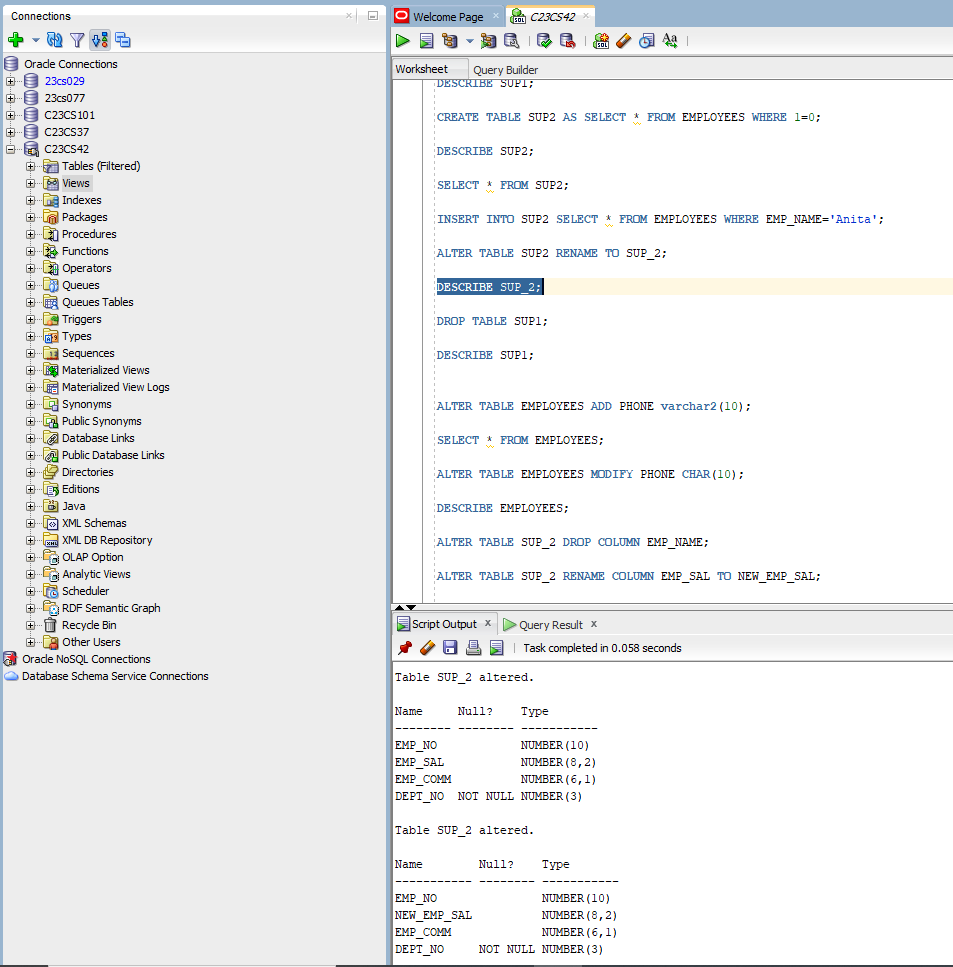 Connections
Oracle Connections
23cs029
23cs077
C23CS101
C23CS37
C23CS42
Tables (Filtered)
Views
Indexes
Packages
Procedures
Functions
Operators
Queues
Queues Tables
Triggers
Types
Sequences
Materialized Views
Materialized View Logs
Synonyms
Public Synonyms
Database Links
Public Database Links
Directories
Editions
Java
XML Schemas
XML DB Repository
OLAP Option
Analytic Views
Scheduler
RDF Semantic Graph
Recycle Bin
Other Users
Oracle NoSQL Connections
Database Schema Service Connections
Welcome Page
C23CS42
Worksheet Query Builder
DESCRIBE SUP1;
CREATE TABLE SUP2 AS SELECT * FROM EMPLOYEES WHERE 1=0;
DESCRIBE SUP2;
SELECT * FROM SUP2;
INSERT INTO SUP2 SELECT * FROM EMPLOYEES WHERE EMP_NAME='Anita';
ALTER TABLE SUP2 RENAME TO SUP_2;
DESCRIBE SUP_2;
DROP TABLE SUP1;
DESCRIBE SUP1;
ALTER TABLE EMPLOYEES ADD PHONE varchar2(10);
SELECT * FROM EMPLOYEES;
ALTER TABLE EMPLOYEES MODIFY PHONE CHAR(10);
DESCRIBE EMPLOYEES;
ALTER TABLE SUP_2 DROP COLUMN EMP_NAME;
ALTER TABLE SUP_2 RENAME COLUMN EMP_SAL TO NEW_EMP_SAL;
Script Output x Query Result x
Task completed in 0.058 seconds
Table SUP_2 altered.
Name     Null?    Type
-------- -------- -----------
EMP_NO            NUMBER(10)
EMP_SAL           NUMBER(8,2)
EMP_COMM          NUMBER(6,1)
DEPT_NO  NOT NULL NUMBER(3)
Table SUP_2 altered.
Name        Null?    Type
----------- -------- -----------
EMP_NO               NUMBER(10)
NEW_EMP_SAL          NUMBER(8,2)
EMP_COMM             NUMBER(6,1)
DEPT_NO     NOT NULL NUMBER(3)